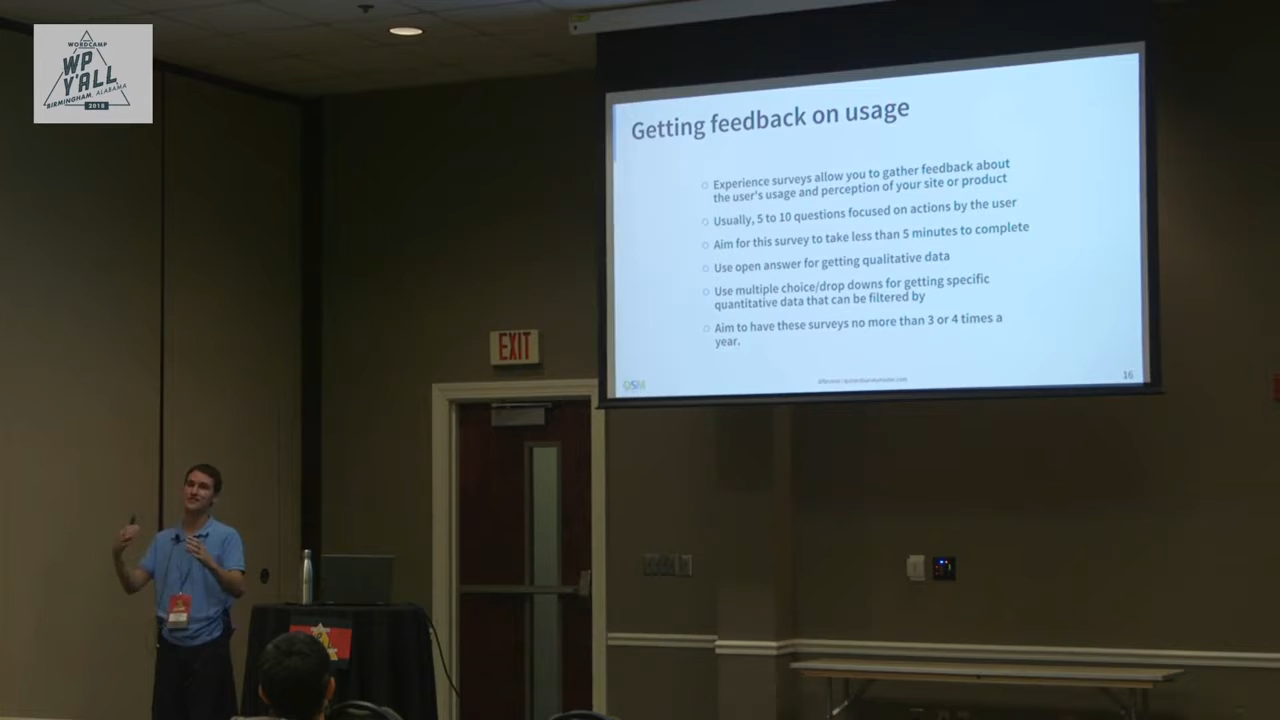 WORDCAMP
WP
Y'ALL
BIRMINGHAM, ALABAMA
2018
Getting feedback on usage
Experience surveys allow you to gather feedback about
the user's usage and perception of your site or product
Usually, 5 to 10 questions focused on actions by the user
Aim for this survey to take less than 5 minutes to complete
Use open answer for getting qualitative data
Use multiple choice/drop downs for getting specific
quantitative data that can be filtered by
Aim to have these surveys no more than 3 or 4 times a
year.
QSM
16
EXIT